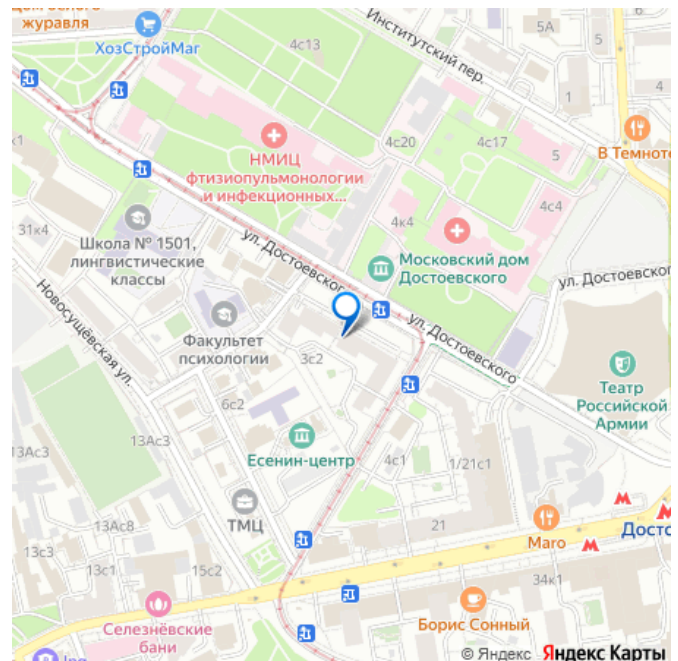 журавля
ХозСтройМаг
4с13
Институтский пер.
5А
5
4
1
В Темноте
НМИЦ
фтизиопульмонологии
и инфекционных...
4с20
4с17
5
4с4
4к4
31к4
Школа № 1501,
лингвистические
классы
ул. Достоевского
Московский дом
Достоевского
ул. Достоевског
Новосущёвская ул.
Факультет
психологии
3с2
ул. Достоевского
Театр
Российской
Армии
6с2
13Ас3
13Ас3
Есенин-центр
4с1
1/21с1
ТМЦ
13Ас8
21
Maro
Досто
13с3
13с1
15с2
34к1
Селезнёвские
бани
Борис Сонный
© Яндекс Яндекс Карты